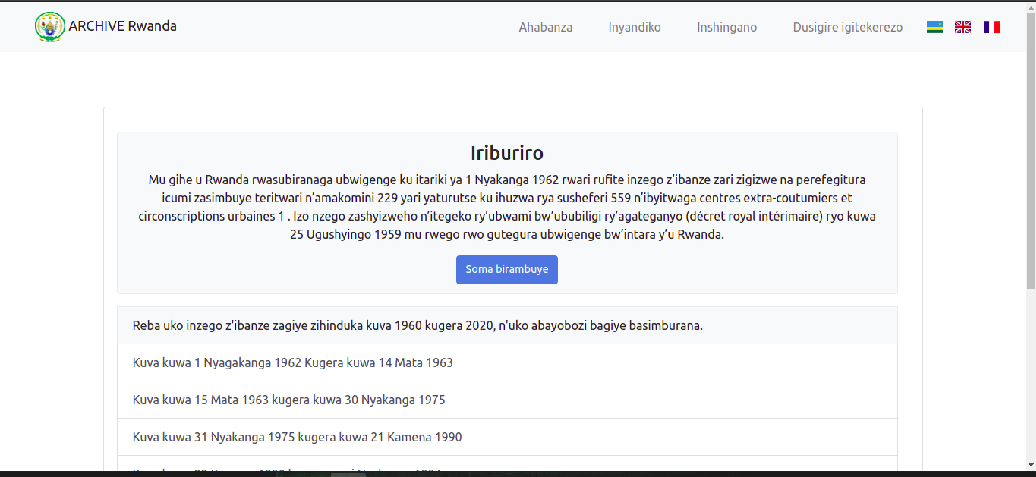 ARCHIVE Rwanda
Ahabanza Inyandiko Inshingano Dusigire igitekerezo
Iriburiro
Mu gihe u Rwanda rwasubiranaga ubwigenge ku itariki ya 1 Nyakanga 1962 rwari rufite inzego z'ibanze zari zigizwe na perefegitura
icumi zasimbuye teritwari n'amakomini 229 yari yaturutse ku ihuzwa rya susheferi 559 n'ibyitwaga centres extra-coutumiers et
circonscriptions urbaines 1 . Izo nzego zashyizweho n'itegeko ry'ubwami bw'ububiligi ry'agateganyo (décret royal intérimaire) ryo kuwa
25 Ugushyingo 1959 mu rwego rwo gutegura ubwigenge bw'intara y'u Rwanda.
Soma birambuye
Reba uko inzego z'ibanze zagiye zihinduka kuva 1960 kugera 2020, n'uko abayobozi bagiye basimburana.
Kuva kuwa 1 Nyagakanga 1962 Kugera kuwa 14 Mata 1963
Kuva kuwa 15 Mata 1963 kugera kuwa 30 Nyakanga 1975
Kuva kuwa 31 Nyakanga 1975 kugera kuwa 21 Kamena 1990